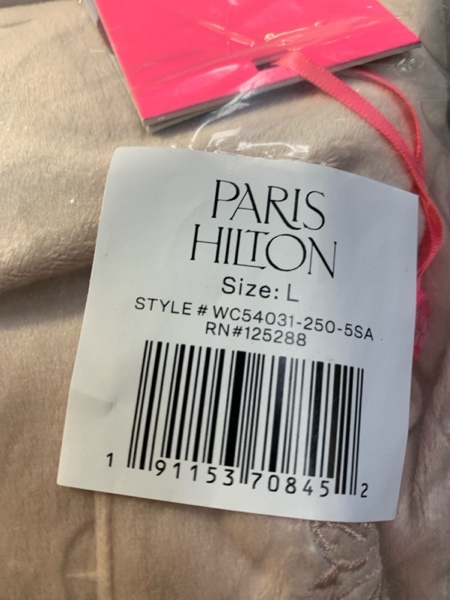 PARIS
HILTON
Size: L
STYLE # WC54031-250-5SA
RN#125288
1 91153 70845 2